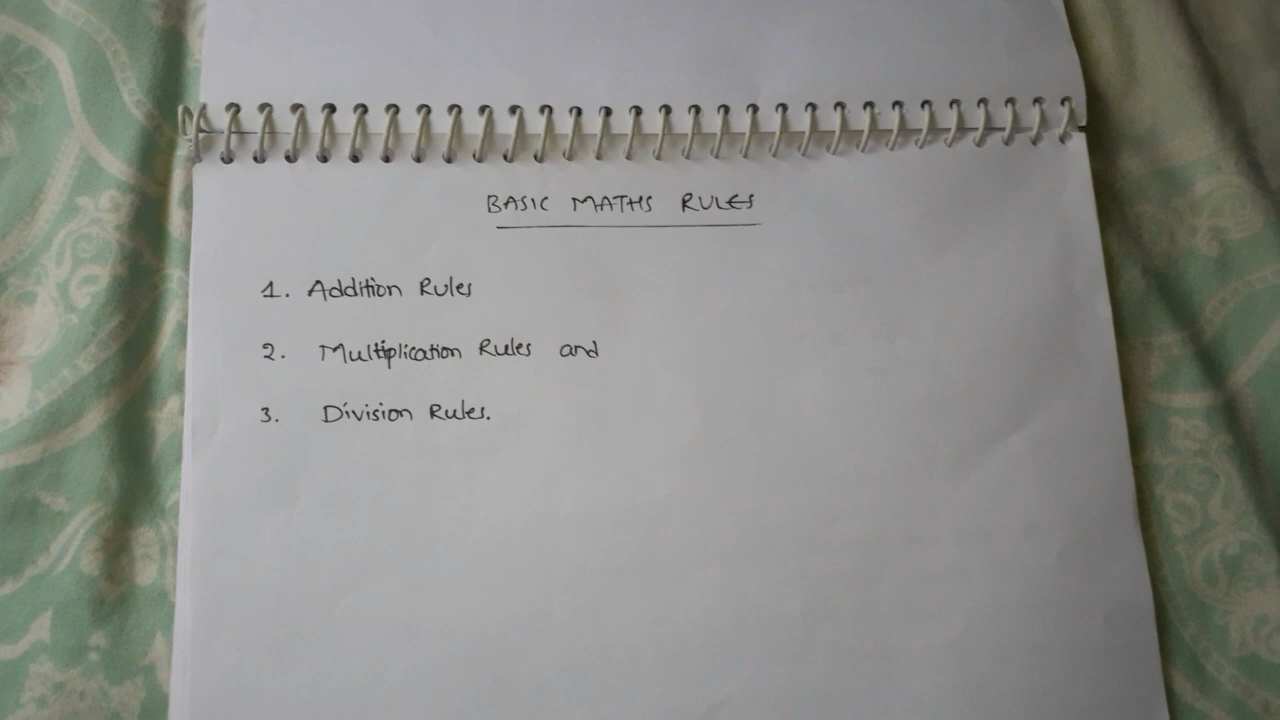 BASIC MATHS RULES
1. Addition Rules
2. Multiplication Rules and
3. Division Rules.